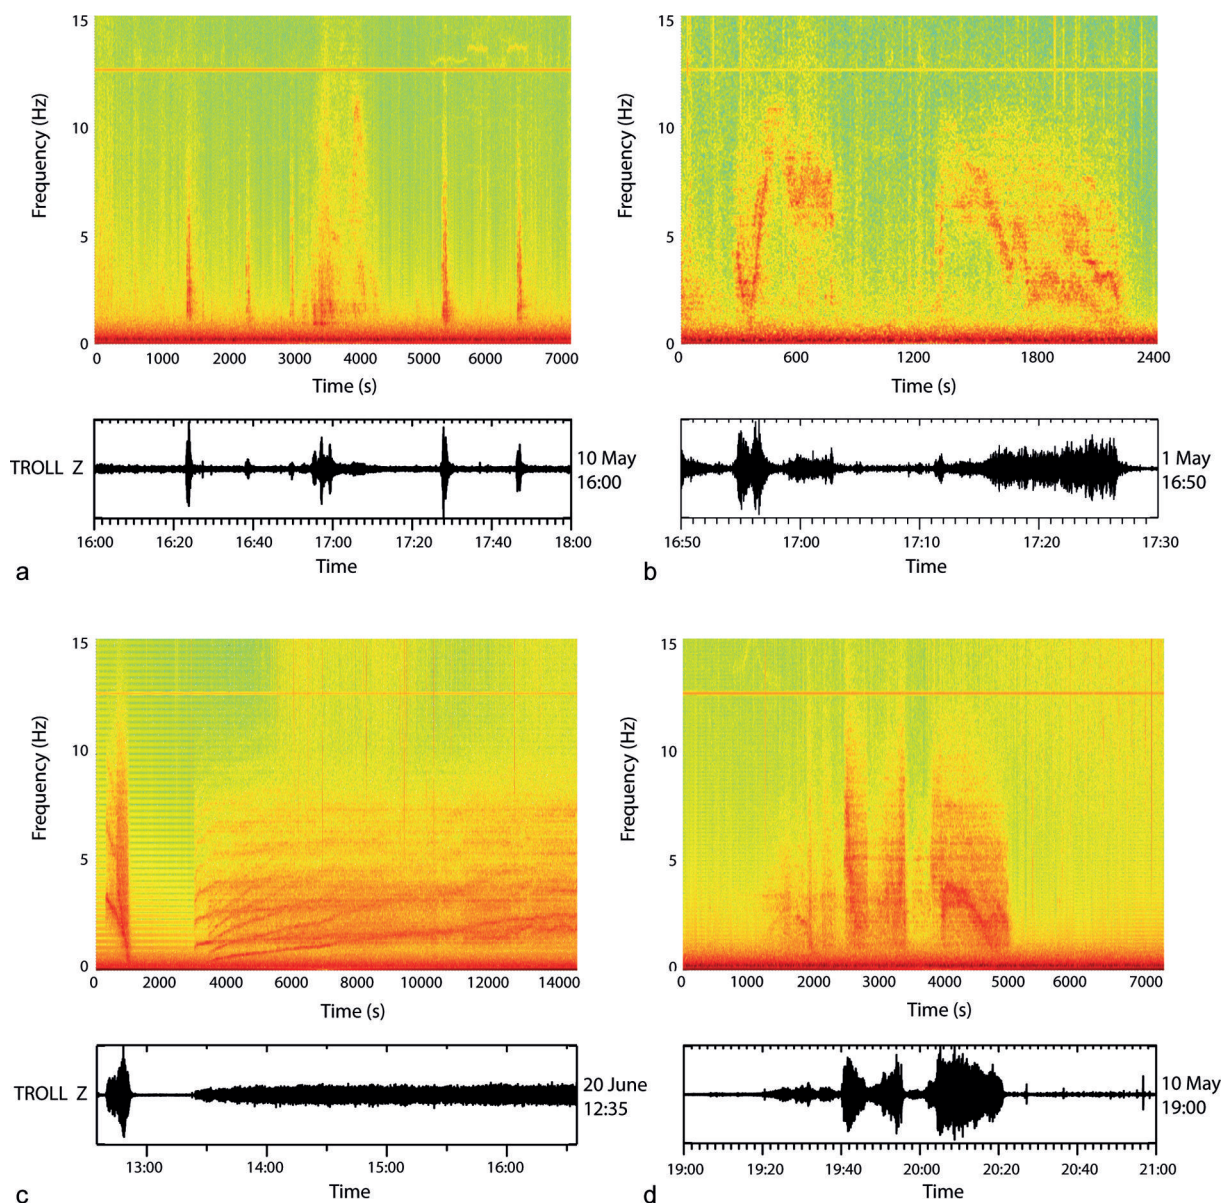 15
10
5
0
Frequency (Hz)
0 1000 2000 3000 4000 5000 6000 7000
Time (s)
TROLL Z
10 May
16:00
16:00 16:20 16:40 17:00 17:20 17:40 18:00
Time
a
15
10
5
0
Frequency (Hz)
0 600 1200 1800 2400
Time (s)
1 May
16:50
16:50 17:00 17:10 17:20 17:30
Time
b
15
10
5
0
Frequency (Hz)
0 2000 4000 6000 8000 10000 12000 14000
Time (s)
TROLL Z
20 June
12:35
13:00 14:00 15:00 16:00
Time
c
15
10
5
0
Frequency (Hz)
0 1000 2000 3000 4000 5000 6000 7000
Time (s)
10 May
19:00
19:00 19:20 19:40 20:00 20:20 20:40 21:00
Time
d